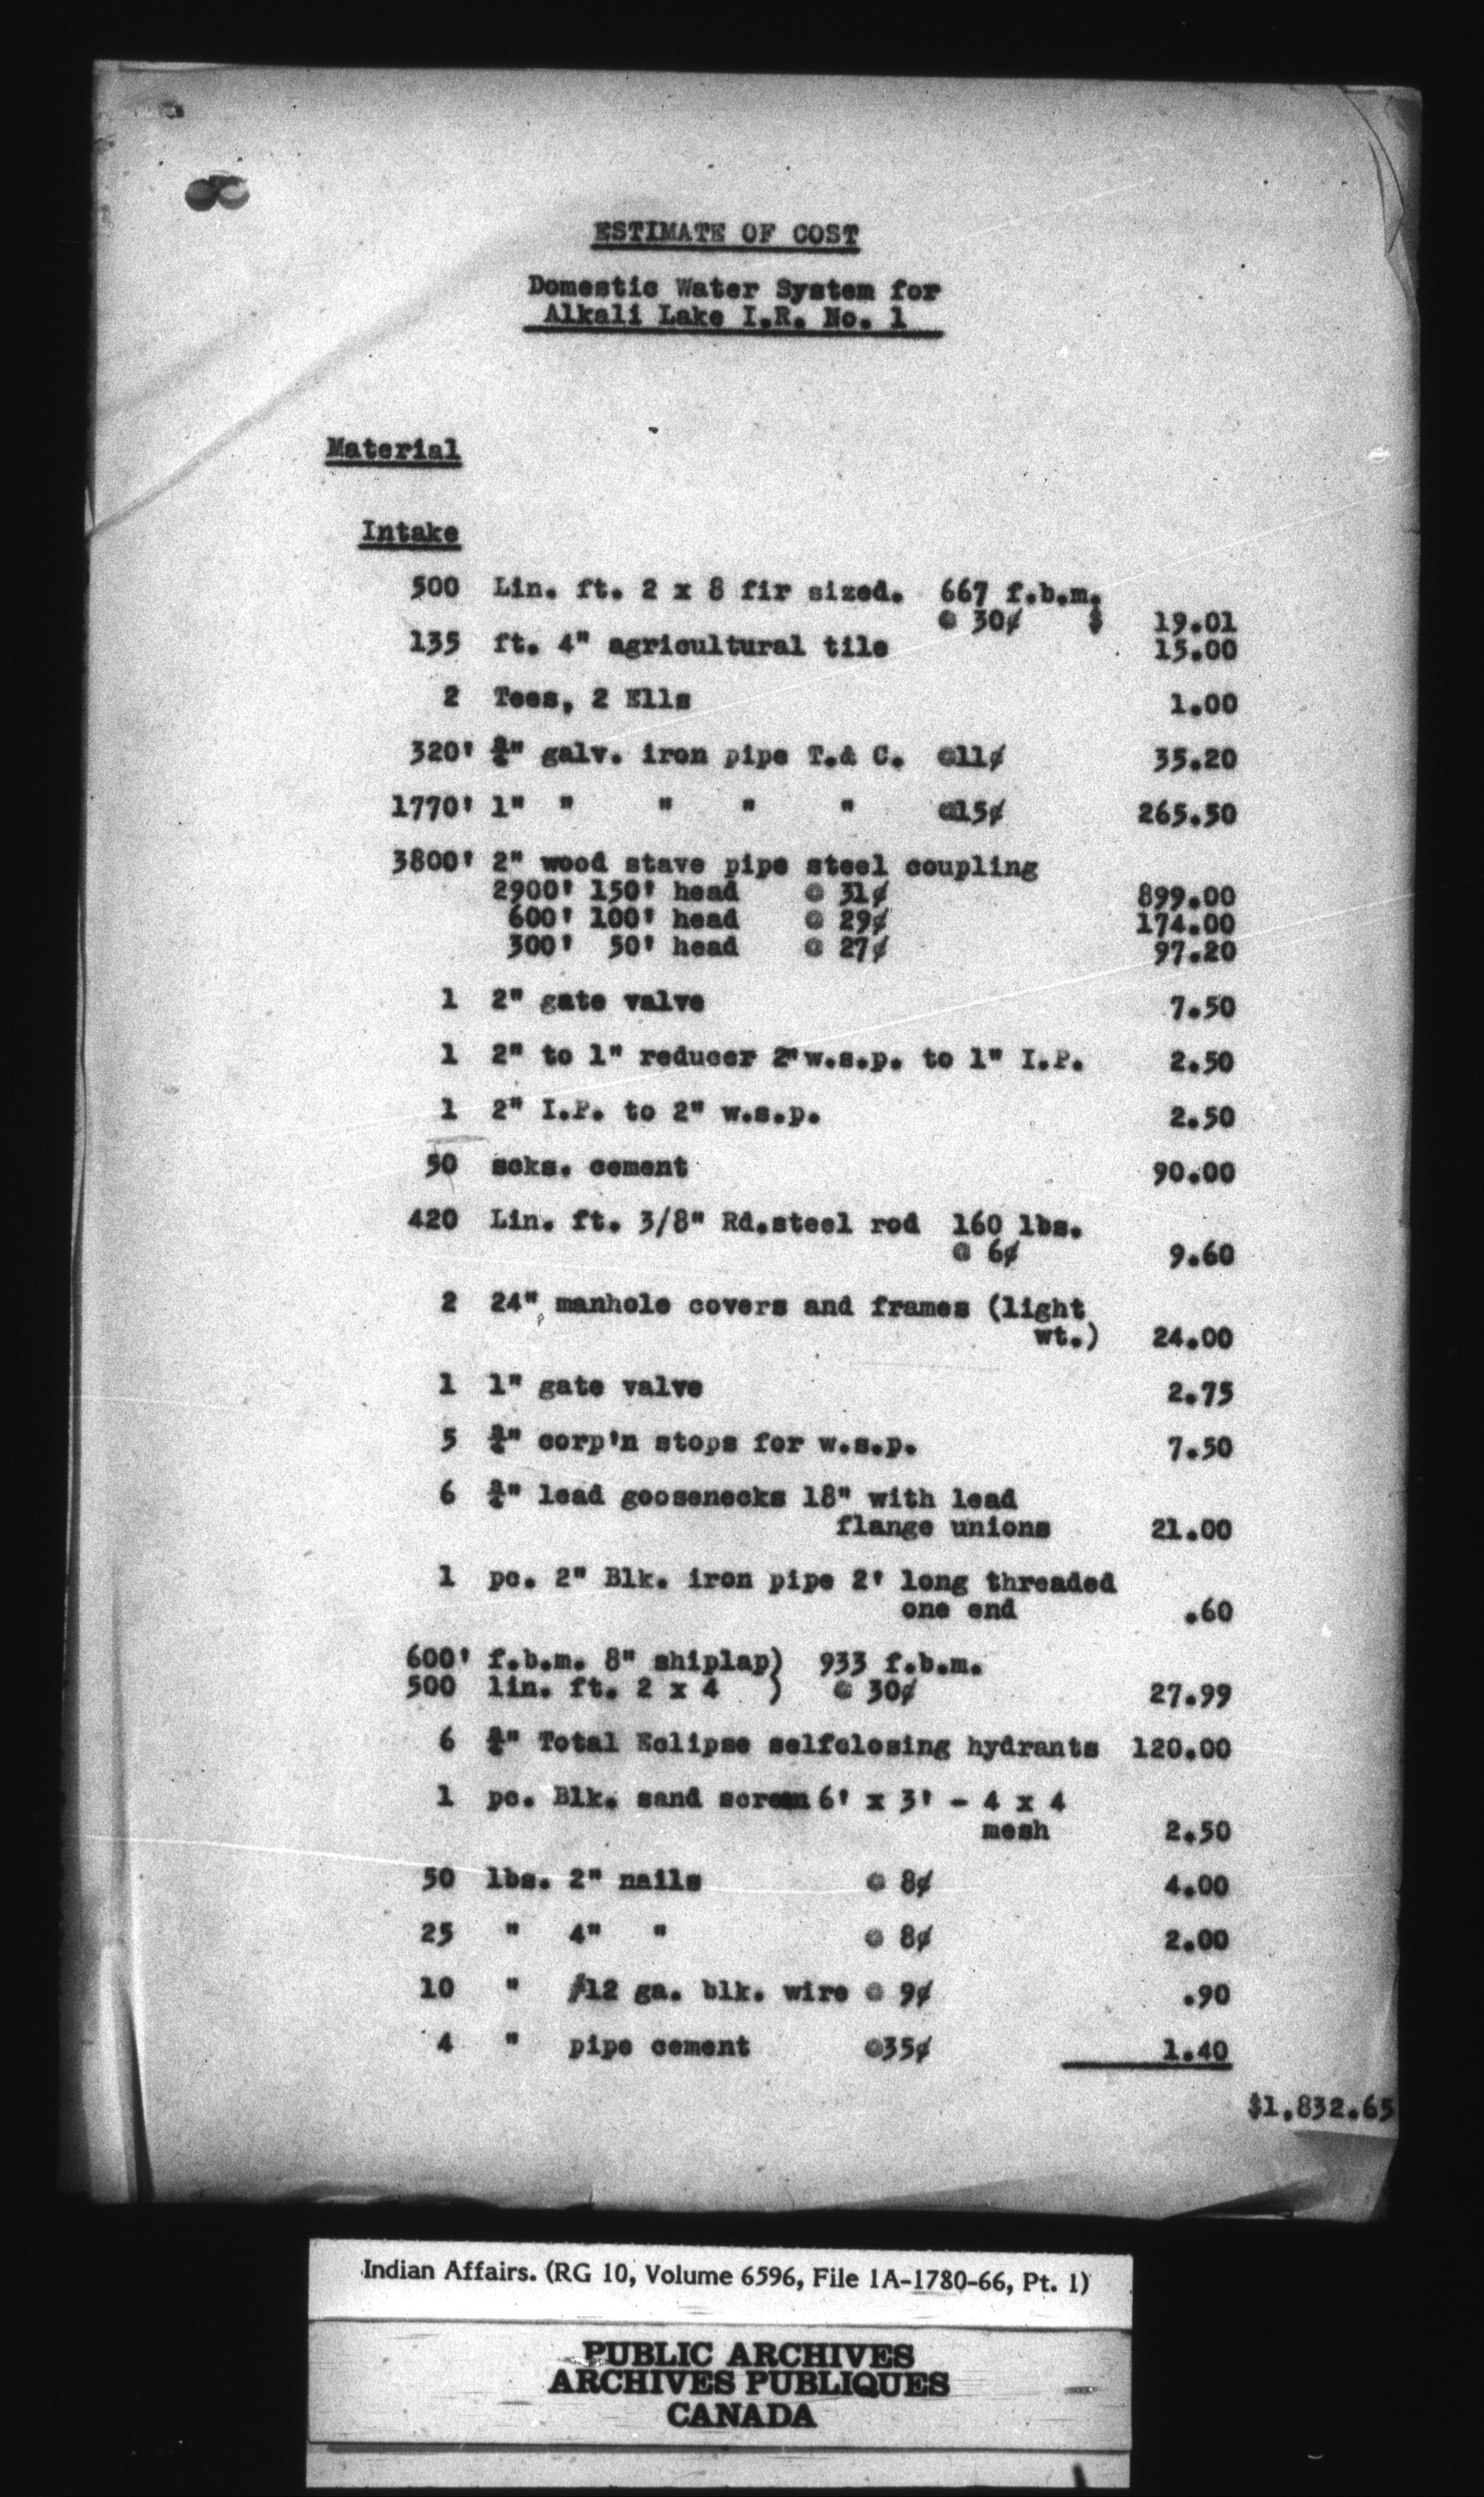 ESTIMATE OF COST
Domestic Water System for
Alkali Lake I.R. No. 1
Material
Intake
500 Lin. ft. 2 x 8 fir sized. 667 f.b.m.
@ 30¢ $ 19.01
135 ft. 4" agricultural tile 15.00
2 Tees, 2 Ells 1.00
320' ¾" galv. iron pipe T.& C. @11¢ 35.20
1770' 1" " " " " @15¢ 265.50
3800' 2" wood stave pipe steel coupling
2900' 150' head @ 31¢ 899.00
600' 100' head @ 29¢ 174.00
300' 50' head @ 27¢ 97.20
1 2" gate valve 7.50
1 2" to 1" reducer 2"w.s.p. to 1" I.P. 2.50
1 2" I.P. to 2" w.s.p. 2.50
50 scks. cement 90.00
420 Lin. ft. 3/8" Rd.steel rod 160 lbs.
@ 6¢ 9.60
2 24" manhole covers and frames (light
wt.) 24.00
1 1" gate valve 2.75
5 ¾" corp'n stops for w.s.p. 7.50
6 ¾" lead goosenecks 18" with lead
flange unions 21.00
1 pc. 2" Blk. iron pipe 2' long threaded
one end .60
600' f.b.m. 8" shiplap) 933 f.b.m.
500 lin. ft. 2 x 4 ) @ 30¢ 27.99
6 ¾" Total Eclipse selfclosing hydrants 120.00
1 pc. Blk. sand screen 6' x 3' - 4 x 4
mesh 2.50
50 lbs. 2" nails @ 8¢ 4.00
25 " 4" " @ 8¢ 2.00
10 " #12 ga. blk. wire @ 9¢ .90
4 " pipe cement @35¢ 1.40
$1,832.65
Indian Affairs. (RG 10, Volume 6596, File 1A-1780-66, Pt. 1)
PUBLIC ARCHIVES
ARCHIVES PUBLIQUES
CANADA